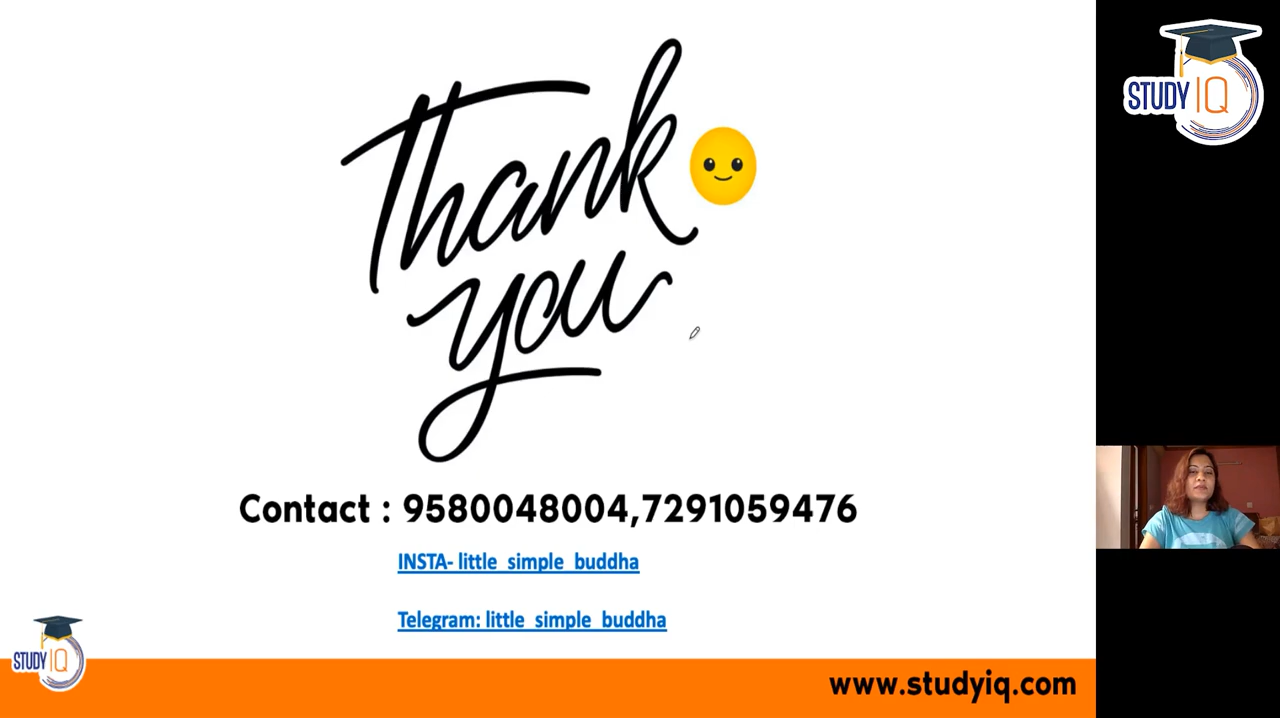 Thank
you
Contact : 9580048004,7291059476
INSTA- little_simple_buddha
Telegram: little_simple_buddha
www.studyiq.com
STUDY IQ
STUDY IQ